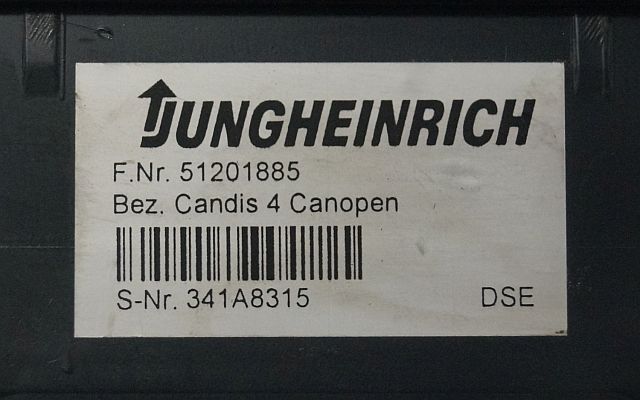 JUNGHEINRICH
F.Nr. 51201885
Bez. Candis 4 Canopen
S-Nr. 341A8315 DSE